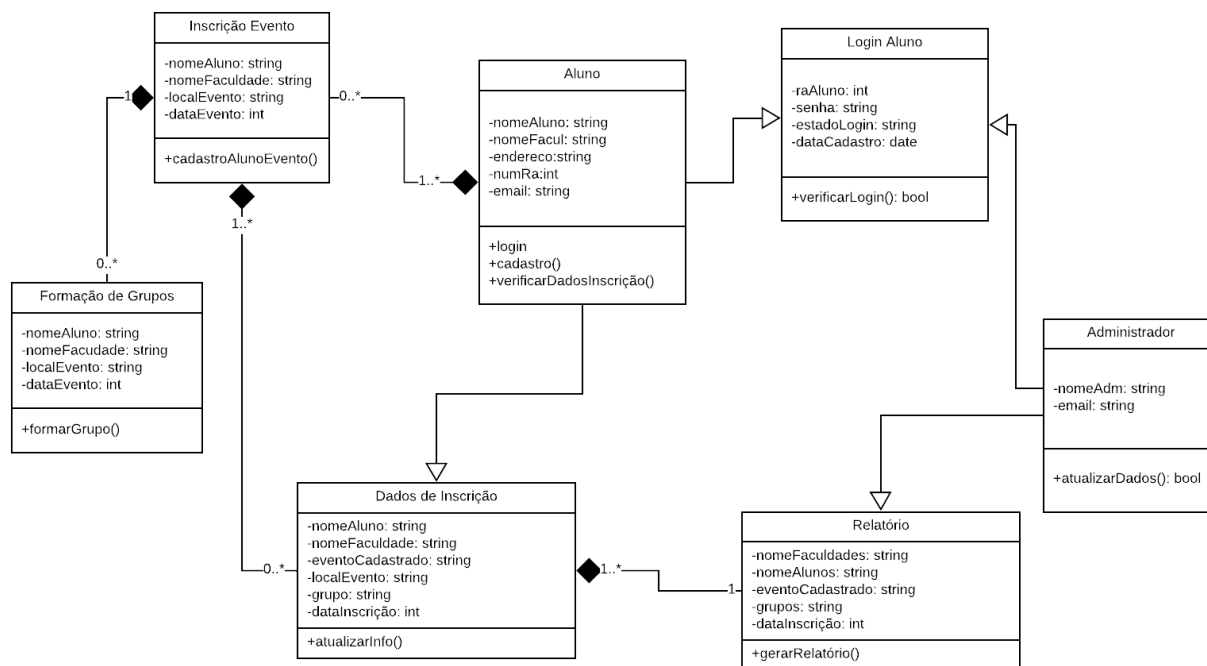 Inscrição Evento
-nomeAluno: string
-nomeFaculdade: string
-localEvento: string
-dataEvento: int
+cadastroAlunoEvento()
1
0..*
1..*
0..*
1..*
0..*
Aluno
-nomeAluno: string
-nomeFacul: string
-endereco:string
-numRa:int
-email: string
+login
+cadastro()
+verificarDadosInscrição()
Login Aluno
-raAluno: int
-senha: string
-estadoLogin: string
-dataCadastro: date
+verificarLogin(): bool
Formação de Grupos
-nomeAluno: string
-nomeFacudade: string
-localEvento: string
-dataEvento: int
+formarGrupo()
Administrador
-nomeAdm: string
-email: string
+atualizarDados(): bool
Dados de Inscrição
-nomeAluno: string
-nomeFaculdade: string
-eventoCadastrado: string
-localEvento: string
-grupo: string
-dataInscrição: int
+atualizarInfo()
1..*
1
Relatório
-nomeFaculdades: string
-nomeAlunos: string
-eventoCadastrado: string
-grupos: string
-dataInscrição: int
+gerarRelatório()